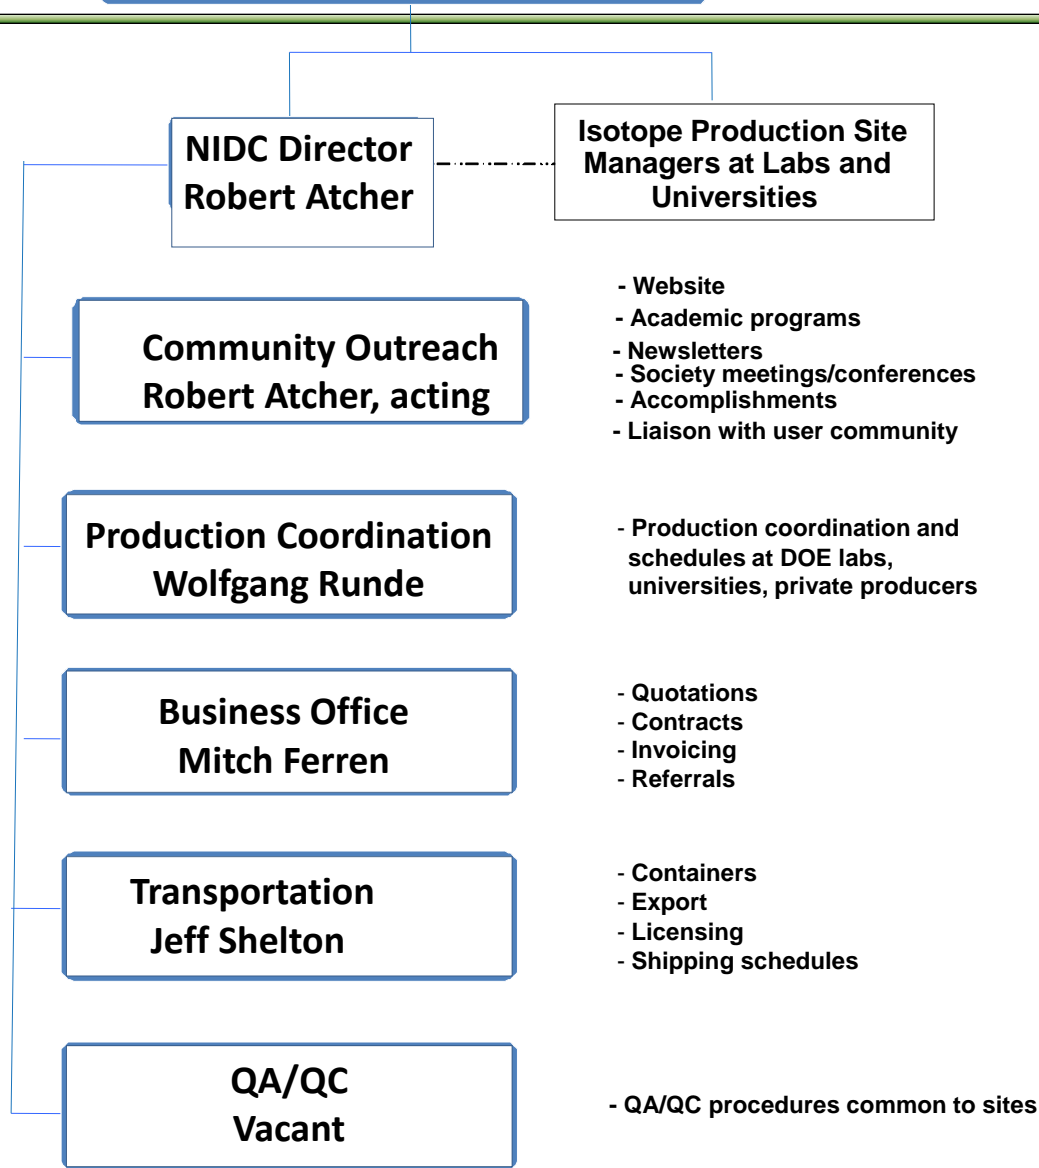 NIDC Director
Robert Atcher
Isotope Production Site
Managers at Labs and
Universities
Community Outreach
Robert Atcher, acting
- Website
- Academic programs
- Newsletters
- Society meetings/conferences
- Accomplishments
- Liaison with user community
Production Coordination
Wolfgang Runde
- Production coordination and
schedules at DOE labs,
universities, private producers
Business Office
Mitch Ferren
- Quotations
- Contracts
- Invoicing
- Referrals
Transportation
Jeff Shelton
- Containers
- Export
- Licensing
- Shipping schedules
QA/QC
Vacant
- QA/QC procedures common to sites